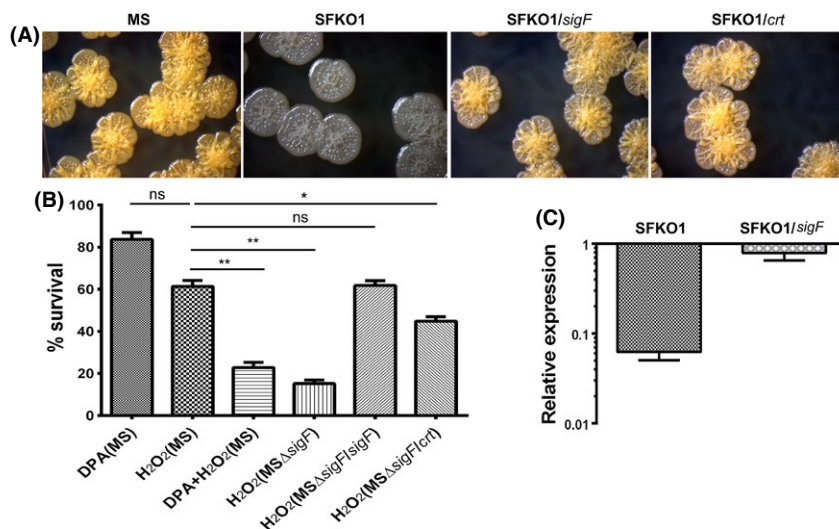 (A)
MS
SFKO1
SFKO1/sigF
SFKO1/crt
(B)
% survival
100
80
60
40
20
0
ns
*
ns
**
**
DPA(MS)
H2O2(MS)
DPA+H2O2(MS)
H2O2(MSΔsigF)
H2O2(MSΔsigF/sigF)
H2O2(MSΔsigF/crt)
(C)
SFKO1
SFKO1/sigF
Relative expression
1
0.1
0.01